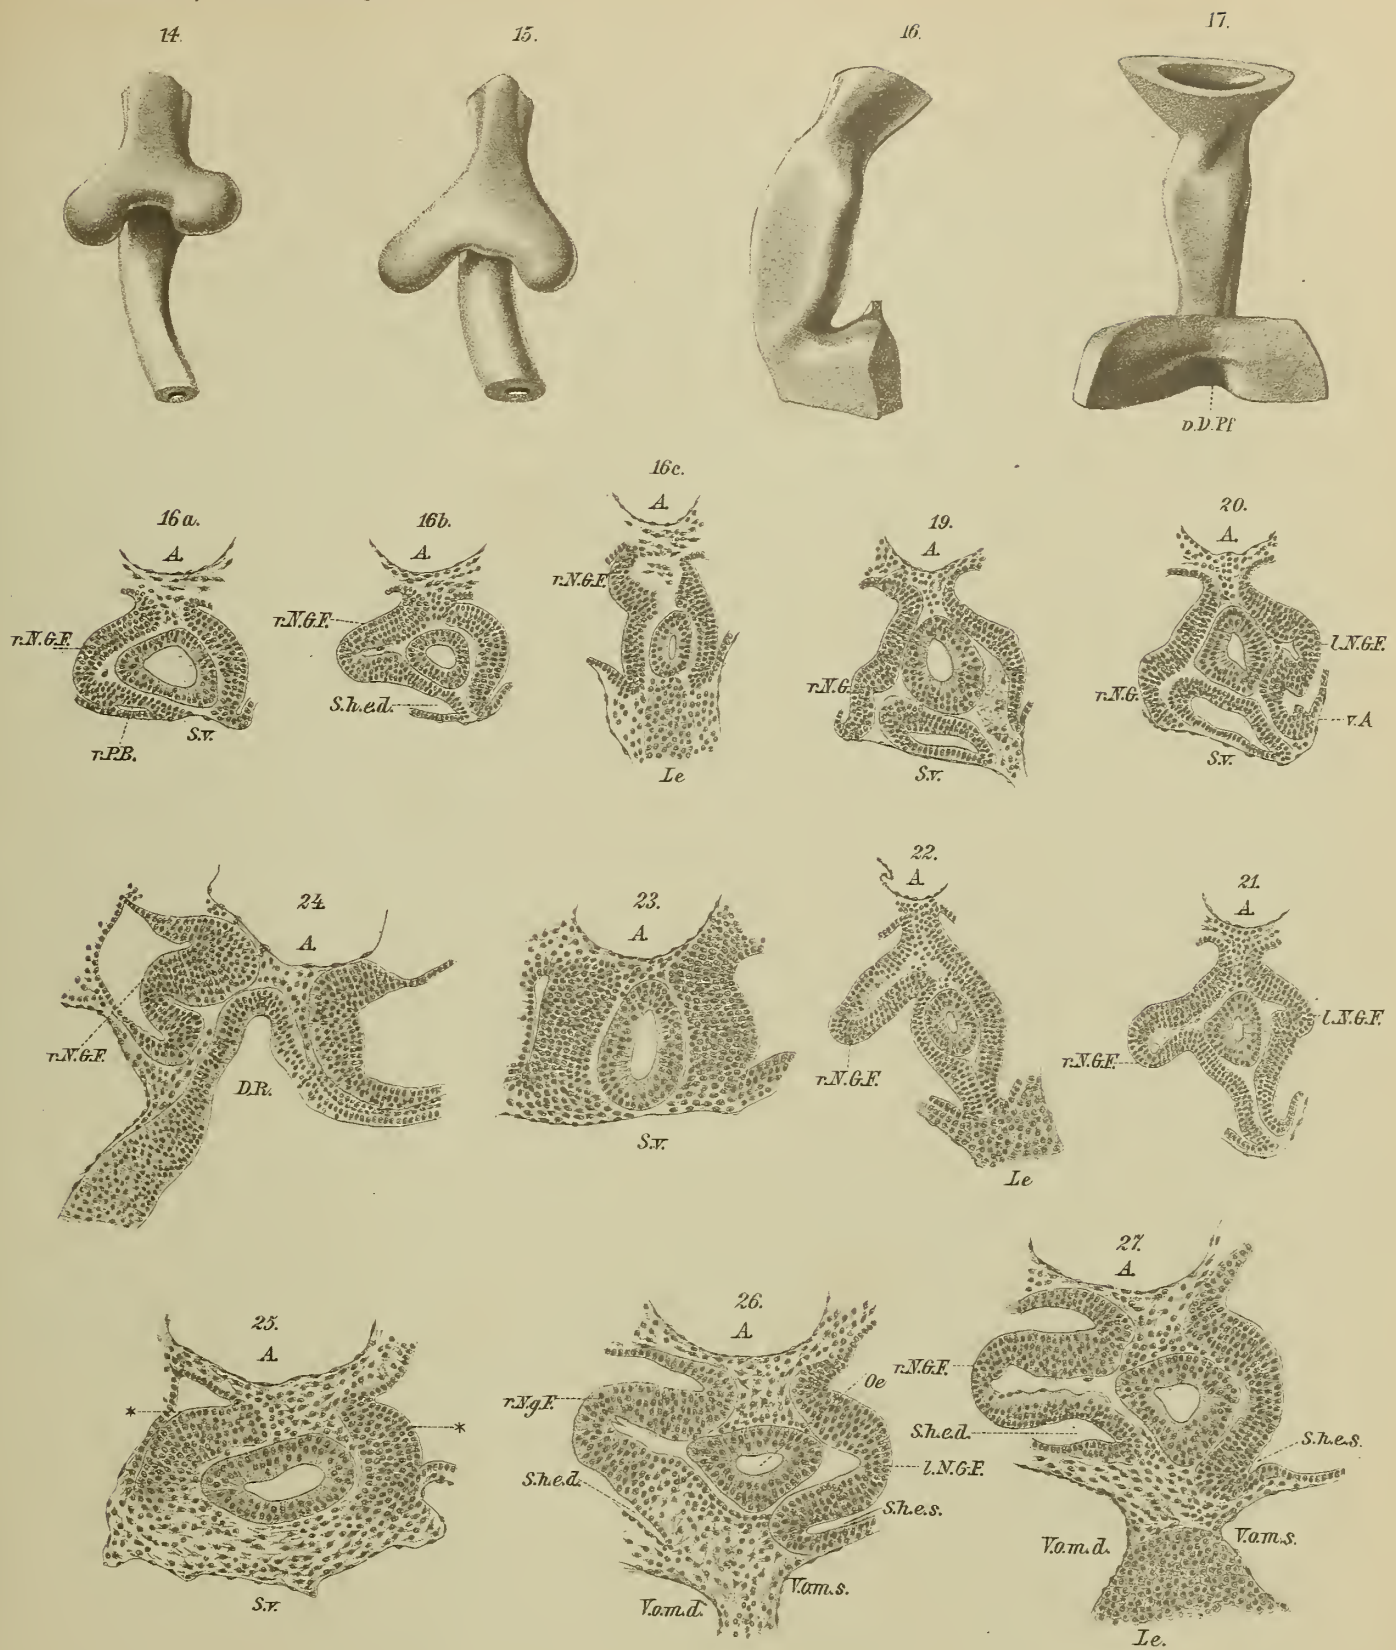 14.
15.
16.
17.
v.D.Pf
16a.
A.
r.N.G.F.
r.P.B.
S.v.
16b.
A.
r.N.G.F.
S.h.e.d.
16c.
A.
r.N.G.F.
Le
19.
A.
r.N.G.
S.v.
20.
A.
l.N.G.F.
r.N.G.
v.A
S.v.
24.
A.
r.N.G.F.
D.R.
23.
A.
S.v.
22.
A.
r.N.G.F.
Le
21.
A.
l.N.G.F.
r.N.G.F.
25.
A.
*
*
S.v.
26.
A.
Oe
r.N.g.F.
l.N.G.F.
S.h.e.d.
S.h.e.s.
V.o.m.d.
V.o.m.s.
27.
A.
r.N.G.F.
S.h.e.d.
S.h.e.s.
V.o.m.d.
V.o.m.s.
Le.